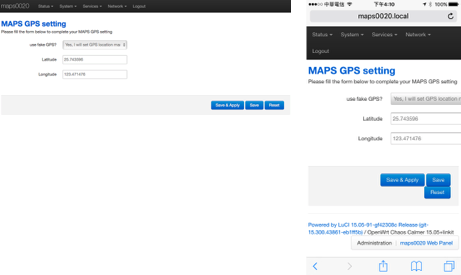 maps0020 Status System Services Network Logout
MAPS GPS setting
Please fill the form below to complete your MAPS GPS setting
use fake GPS? Yes, I will set GPS location me
Latitude 25.743596
Longitude 123.471476
Save & Apply Save Reset
中華電信 下午4:10 100%
maps0020.local
Status System Services Network
Logout
MAPS GPS setting
Please fill the form below to complete your MAPS GPS setting
use fake GPS? Yes, I will set GPS location m
Latitude 25.743596
Longitude 123.471476
Save & Apply Save
Reset
Powered by LuCI 15.05-91-gf42308c Release (git-
15.300.43861-eb1ff5b) / OpenWrt Chaos Calmer 15.05+linkit
Administration maps0020 Web Panel